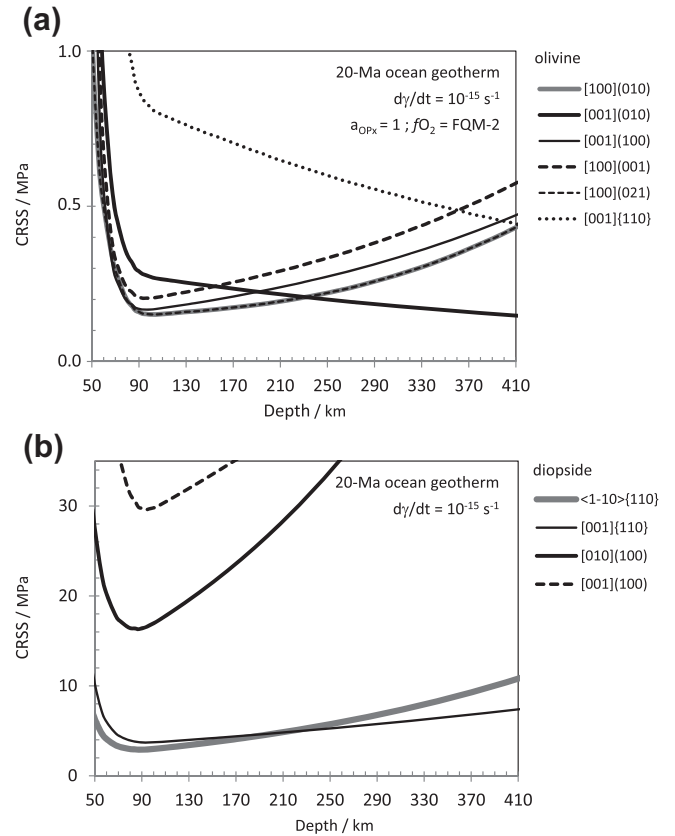 (a)
1.0
0.5
0.0
CRSS / MPa
20-Ma ocean geotherm
dγ/dt = 10⁻¹⁵ s⁻¹
aOPx = 1 ; fO₂ = FQM-2
50 90 130 170 210 250 290 330 370 410
Depth / km
olivine
[100](010)
[001](010)
[001](100)
[100](001)
[100](021)
[001]{110}
(b)
30
20
10
0
CRSS / MPa
20-Ma ocean geotherm
dγ/dt = 10⁻¹⁵ s⁻¹
50 90 130 170 210 250 290 330 370 410
Depth / km
diopside
<1-10>{110}
[001]{110}
[010](100)
[001](100)